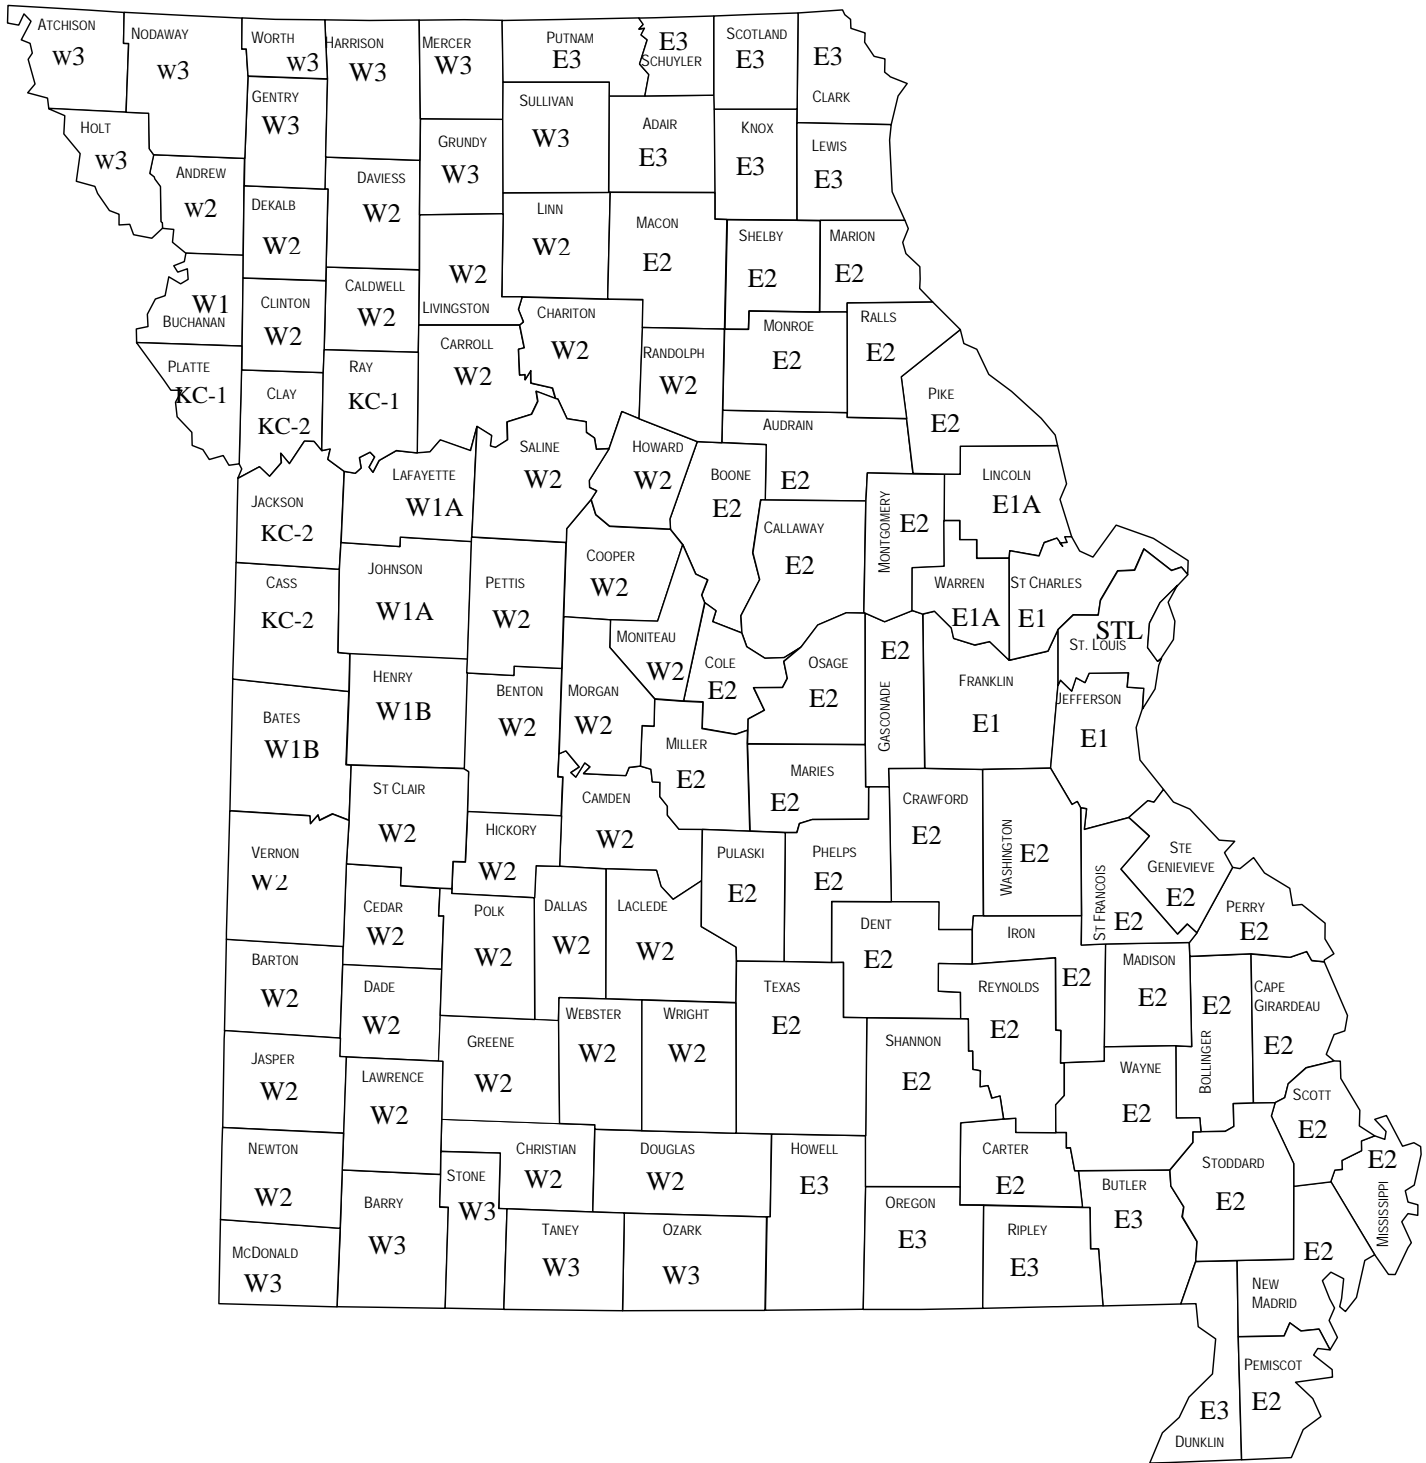 ATCHISON
w3
NODAWAY
w3
WORTH
w3
HARRISON
W3
MERCER
W3
PUTNAM
E3
E3
SCHUYLER
SCOTLAND
E3
E3
CLARK
HOLT
w3
GENTRY
W3
GRUNDY
W3
SULLIVAN
W3
ADAIR
E3
KNOX
E3
LEWIS
E3
ANDREW
w2
DEKALB
W2
DAVIESS
W2
W2
LIVINGSTON
LINN
W2
MACON
E2
SHELBY
E2
MARION
E2
W1
BUCHANAN
CLINTON
W2
CALDWELL
W2
CARROLL
W2
CHARITON
W2
RANDOLPH
W2
MONROE
E2
RALLS
E2
PIKE
E2
PLATTE
KC-1
CLAY
KC-2
RAY
KC-1
SALINE
W2
HOWARD
W2
BOONE
E2
AUDRAIN
E2
LINCOLN
E1A
JACKSON
KC-2
LAFAYETTE
W1A
COOPER
W2
CALLAWAY
E2
MONTGOMERY
E2
WARREN
E1A
ST CHARLES
E1
STL
ST. LOUIS
CASS
KC-2
JOHNSON
W1A
PETTIS
W2
MONITEAU
W2
COLE
E2
OSAGE
E2
E2
GASCONADE
FRANKLIN
E1
JEFFERSON
E1
BATES
W1B
HENRY
W1B
BENTON
W2
MORGAN
W2
MILLER
E2
MARIES
E2
ST CLAIR
W2
HICKORY
W2
CAMDEN
W2
PULASKI
E2
PHELPS
E2
CRAWFORD
E2
WASHINGTON
E2
ST FRANCOIS
E2
STE
GENIEVIEVE
E2
PERRY
E2
VERNON
W2
CEDAR
W2
POLK
W2
DALLAS
W2
LACLEDE
W2
DENT
E2
IRON
E2
MADISON
E2
E2
BOLLINGER
CAPE
GIRARDEAU
E2
BARTON
W2
DADE
W2
GREENE
W2
WEBSTER
W2
WRIGHT
W2
TEXAS
E2
SHANNON
E2
REYNOLDS
E2
WAYNE
E2
SCOTT
E2
JASPER
W2
LAWRENCE
W2
CHRISTIAN
W2
DOUGLAS
W2
HOWELL
E3
CARTER
E2
BUTLER
E3
STODDARD
E2
E2
MISSISSIPPI
NEWTON
W2
BARRY
W3
STONE
W3
TANEY
W3
OZARK
W3
OREGON
E3
RIPLEY
E3
E2
NEW
MADRID
MCDONALD
W3
PEMISCOT
E2
E3
DUNKLIN